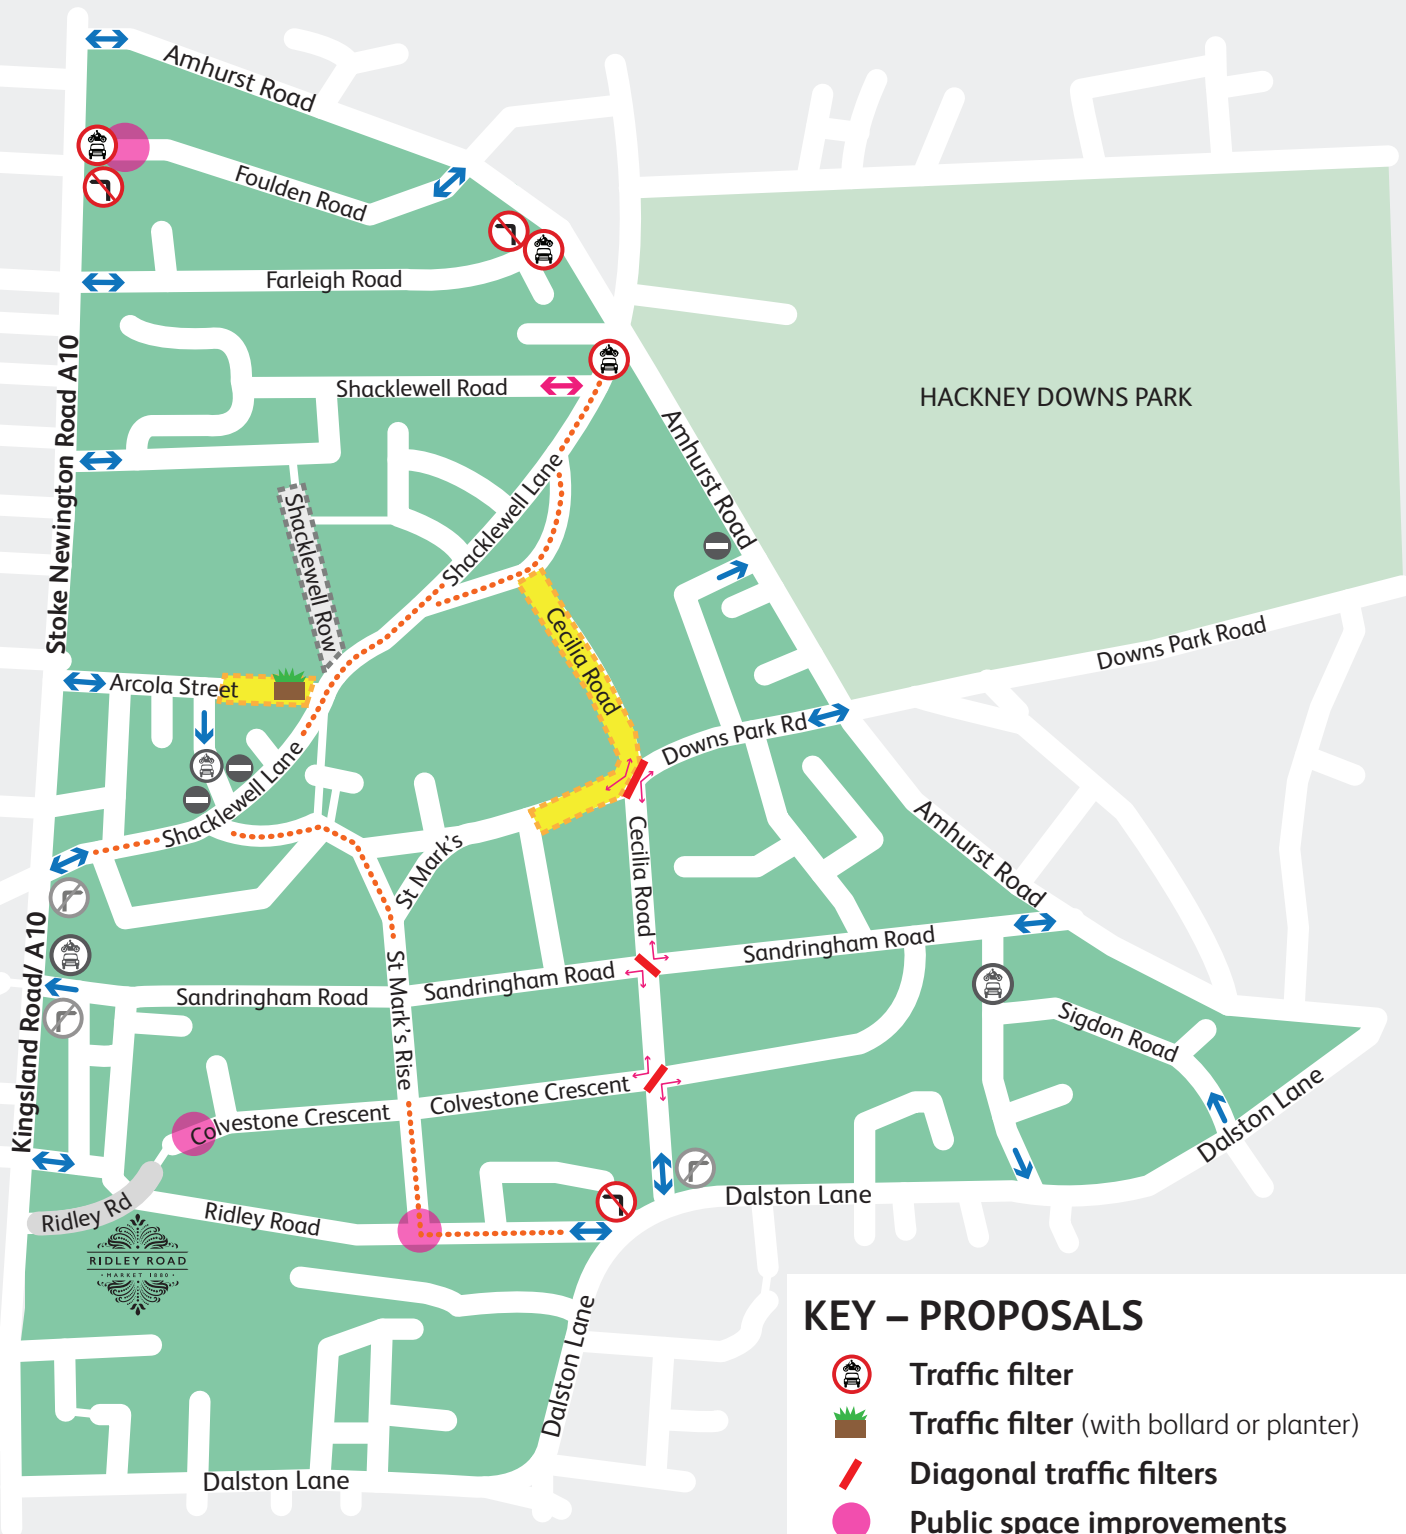 Amhurst Road
Foulden Road
Farleigh Road
Stoke Newington Road A10
Shacklewell Road
HACKNEY DOWNS PARK
Amhurst Road
Shacklewell Lane
Shacklewell Row
Cecilia Road
Downs Park Road
Arcola Street
Downs Park Rd
Shacklewell Lane
St Mark's
Cecilia Road
Amhurst Road
Kingsland Road/ A10
Sandringham Road
Sandringham Road
Sandringham Road
St Mark's Rise
Sigdon Road
Colvestone Crescent
Colvestone Crescent
Dalston Lane
Dalston Lane
Ridley Rd
Ridley Road
RIDLEY ROAD
MARKET 1880
Dalston Lane
Dalston Lane
KEY – PROPOSALS
Traffic filter
Traffic filter (with bollard or planter)
Diagonal traffic filters
Public space improvements